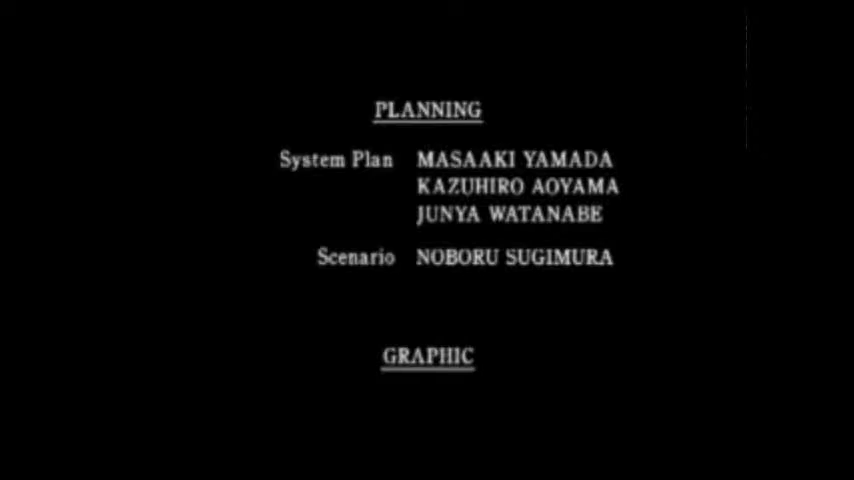 PLANNING
System Plan MASAAKI YAMADA
KAZUHIRO AOYAMA
JUNYA WATANABE
Scenario NOBORU SUGIMURA
GRAPHIC